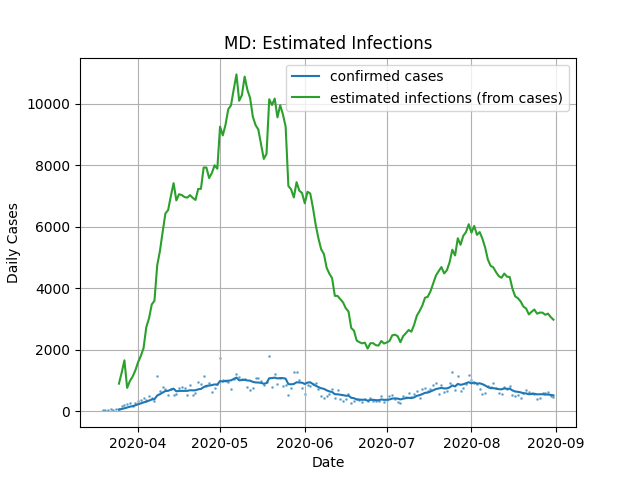 MD: Estimated Infections
confirmed cases
estimated infections (from cases)
Daily Cases
10000
8000
6000
4000
2000
0
2020-04 2020-05 2020-06 2020-07 2020-08 2020-09
Date